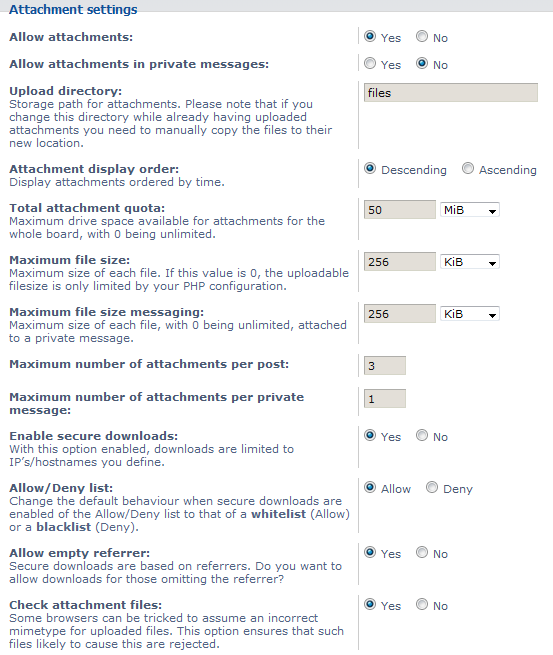 Attachment settings
Allow attachments: Yes No
Allow attachments in private messages: Yes No
Upload directory: files
Storage path for attachments. Please note that if you
change this directory while already having uploaded
attachments you need to manually copy the files to their
new location.
Attachment display order: Descending Ascending
Display attachments ordered by time.
Total attachment quota: 50 MiB
Maximum drive space available for attachments for the
whole board, with 0 being unlimited.
Maximum file size: 256 KiB
Maximum size of each file. If this value is 0, the uploadable
filesize is only limited by your PHP configuration.
Maximum file size messaging: 256 KiB
Maximum size of each file, with 0 being unlimited, attached
to a private message.
Maximum number of attachments per post: 3
Maximum number of attachments per private 1
message:
Enable secure downloads: Yes No
With this option enabled, downloads are limited to
IP's/hostnames you define.
Allow/Deny list: Allow Deny
Change the default behaviour when secure downloads are
enabled of the Allow/Deny list to that of a whitelist (Allow)
or a blacklist (Deny).
Allow empty referrer: Yes No
Secure downloads are based on referrers. Do you want to
allow downloads for those omitting the referrer?
Check attachment files: Yes No
Some browsers can be tricked to assume an incorrect
mimetype for uploaded files. This option ensures that such
files likely to cause this are rejected.